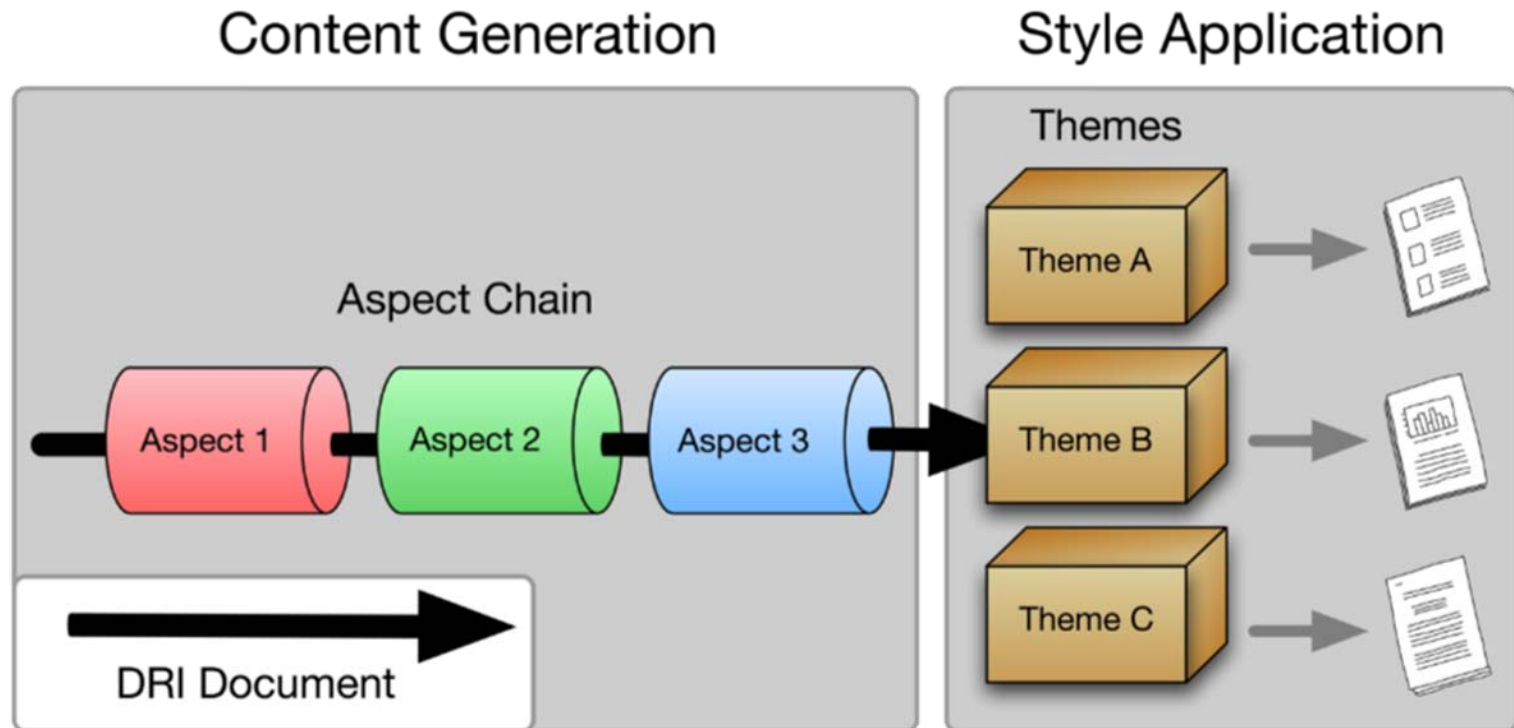 Content Generation
Style Application
Themes
Theme A
Aspect Chain
Aspect 1
Aspect 2
Aspect 3
Theme B
Theme C
DRI Document